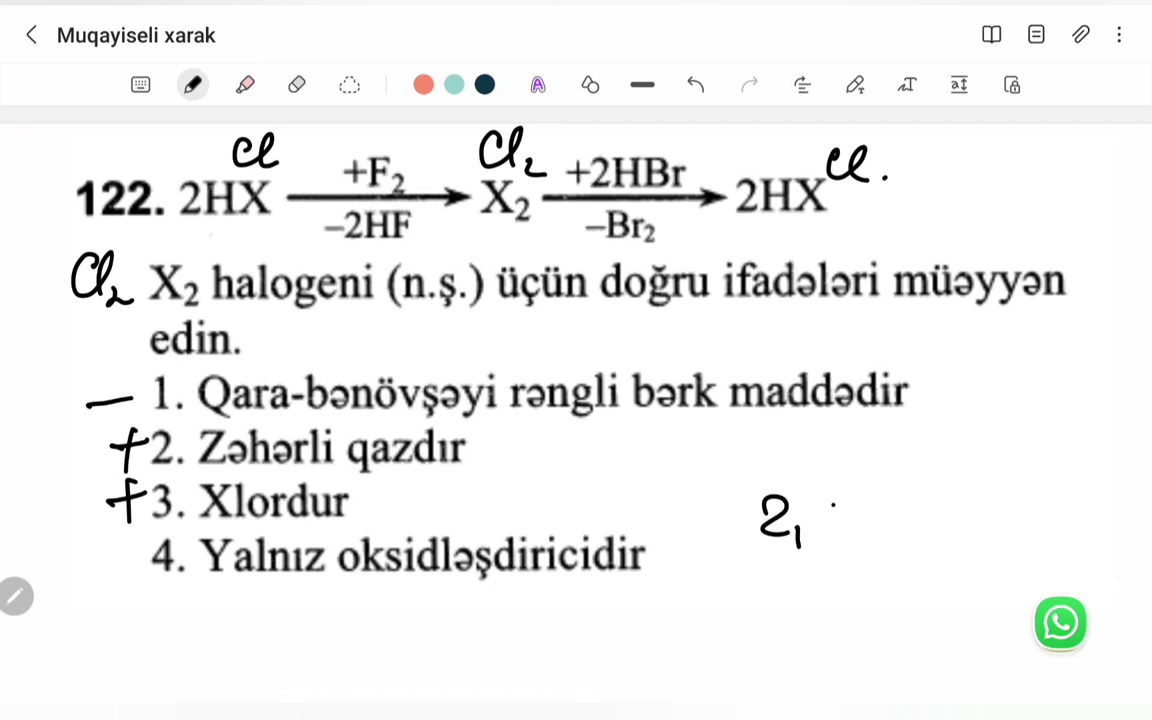 Muqayiseli xarak
Cl Cl₂ Cl.
122. 2HX +F₂ –2HF X₂ +2HBr –Br₂ 2HX
Cl₂ X₂ halogeni (n.ş.) üçün doğru ifadələri müəyyən
edin.
– 1. Qara-bənövşəyi rəngli bərk maddədir
+ 2. Zəhərli qazdır
+ 3. Xlordur
2,
4. Yalnız oksidləşdiricidir